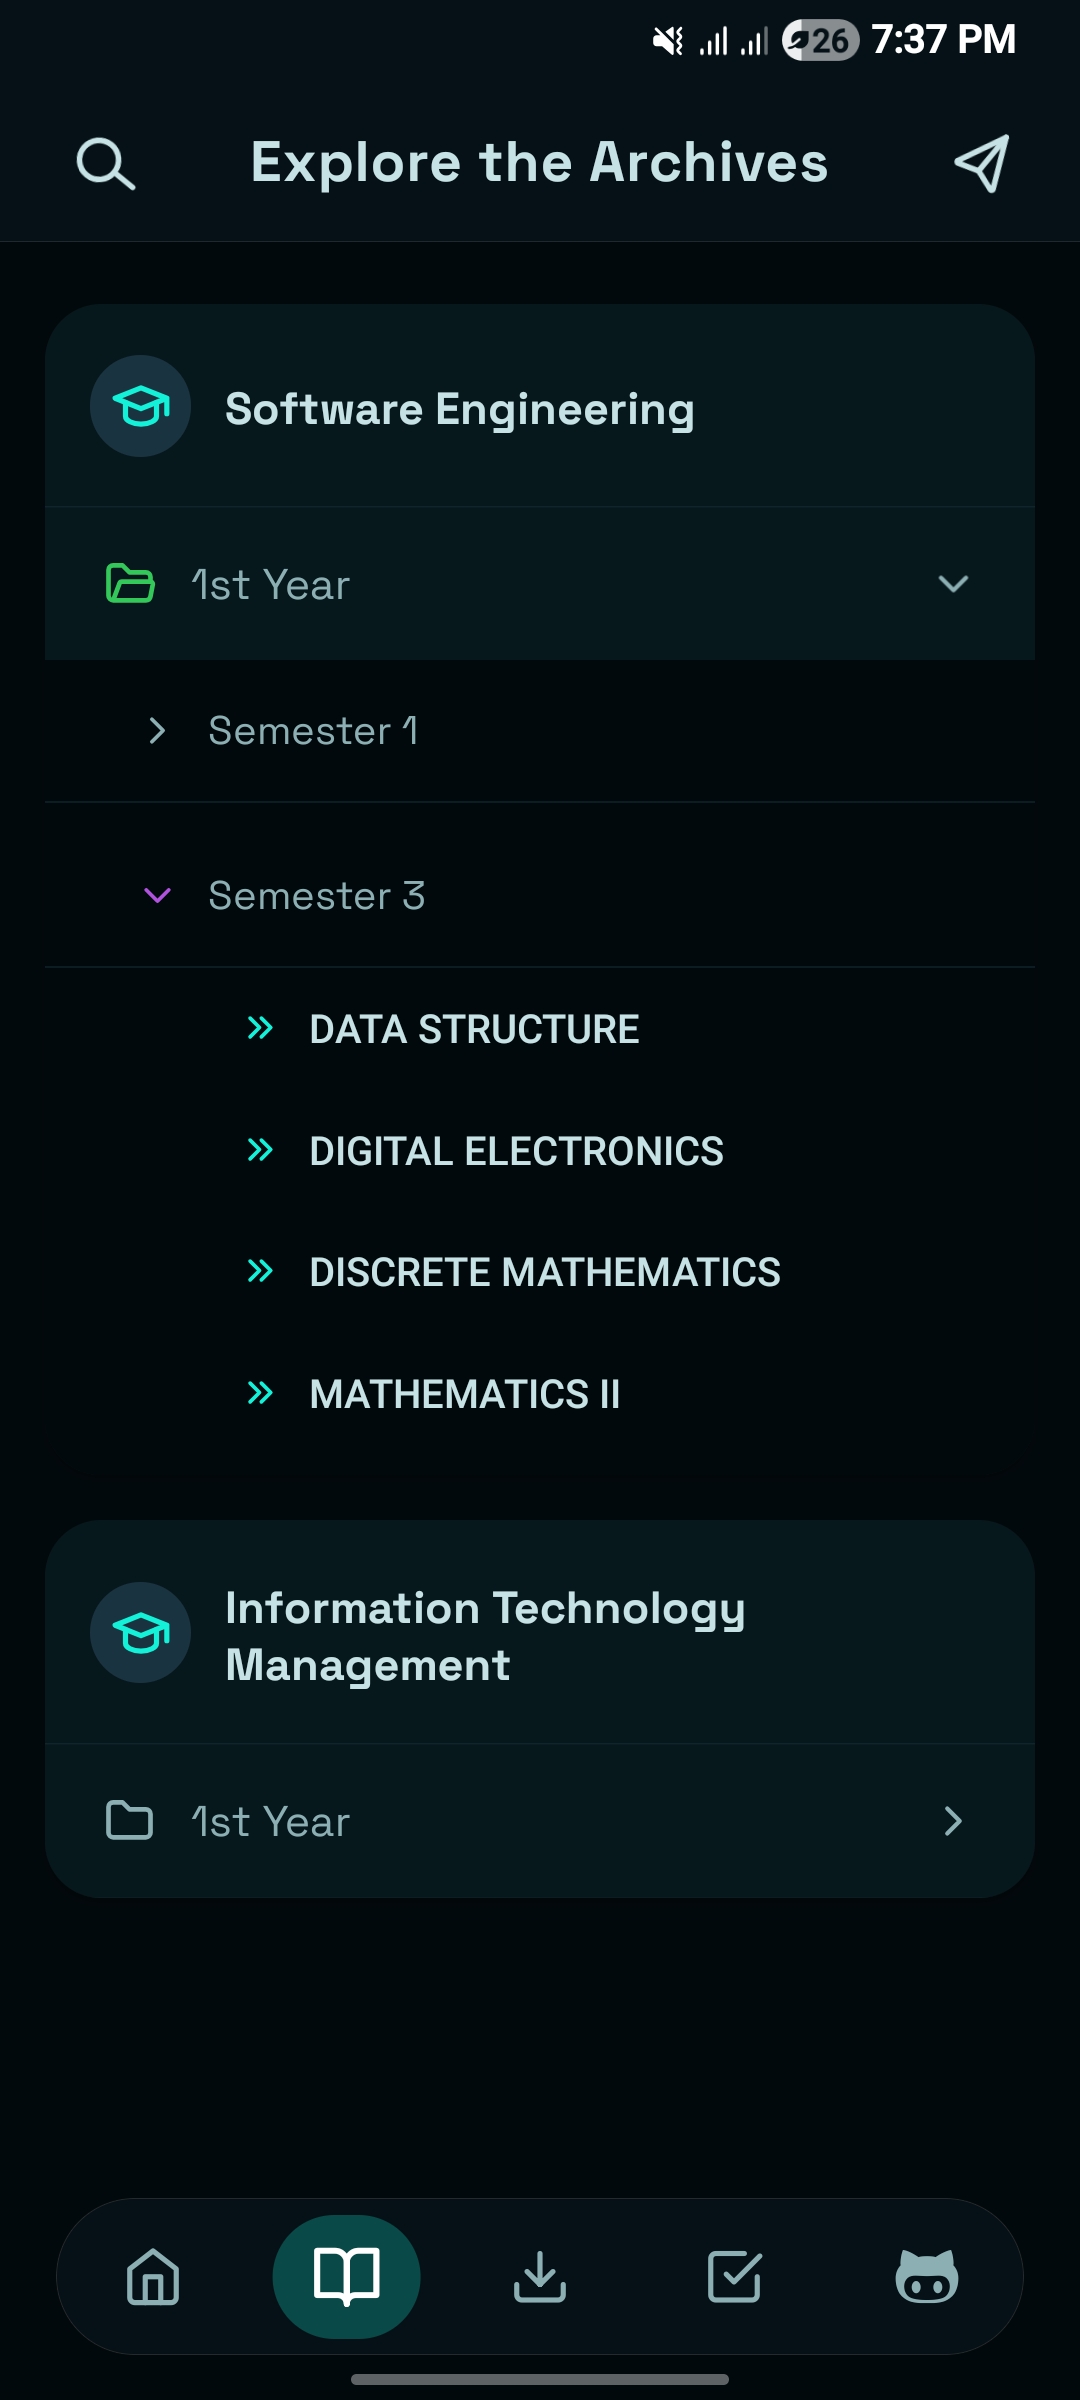 26 7:37 PM
Explore the Archives
Software Engineering
1st Year
Semester 1
Semester 3
DATA STRUCTURE
DIGITAL ELECTRONICS
DISCRETE MATHEMATICS
MATHEMATICS II
Information Technology
Management
1st Year